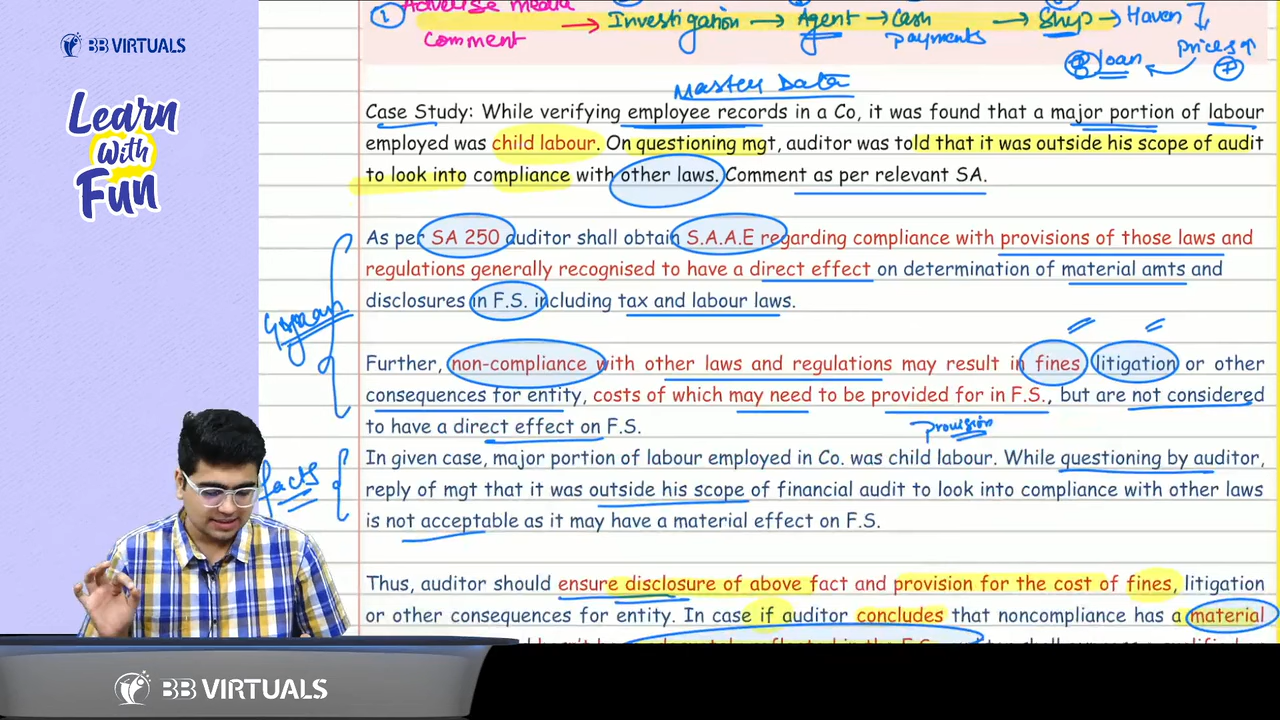 ① Adverse media → Investigation → Agent → Cash → Ship → Haven
comment
payments
prices ↑
loan
BB VIRTUALS
Learn
With
Fun
Master Data
Case Study: While verifying employee records in a Co, it was found that a major portion of labour
employed was child labour. On questioning mgt, auditor was told that it was outside his scope of audit
to look into compliance with other laws. Comment as per relevant SA.
As per SA 250 auditor shall obtain S.A.A.E regarding compliance with provisions of those laws and
regulations generally recognised to have a direct effect on determination of material amts and
disclosures in F.S. including tax and labour laws.
Gyaan
Further, non-compliance with other laws and regulations may result in fines litigation or other
consequences for entity, costs of which may need to be provided for in F.S., but are not considered
to have a direct effect on F.S.
provision
facts
In given case, major portion of labour employed in Co. was child labour. While questioning by auditor,
reply of mgt that it was outside his scope of financial audit to look into compliance with other laws
is not acceptable as it may have a material effect on F.S.
Thus, auditor should ensure disclosure of above fact and provision for the cost of fines, litigation
or other consequences for entity. In case if auditor concludes that noncompliance has a material
BB VIRTUALS